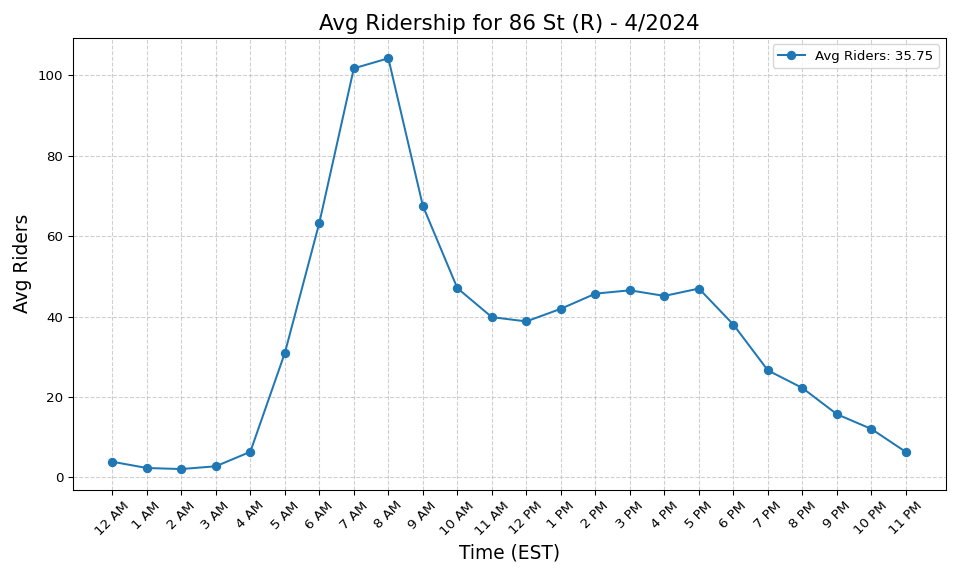 Avg Ridership for 86 St (R) - 4/2024
Avg Riders: 35.75
Avg Riders
100
80
60
40
20
0
12 AM
1 AM
2 AM
3 AM
4 AM
5 AM
6 AM
7 AM
8 AM
9 AM
10 AM
11 AM
12 PM
1 PM
2 PM
3 PM
4 PM
5 PM
6 PM
7 PM
8 PM
9 PM
10 PM
11 PM
Time (EST)